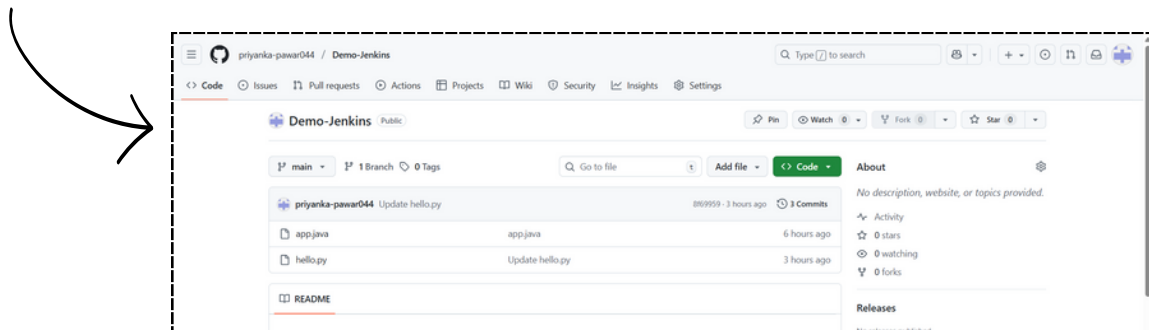 priyanka-pawar044 / Demo-Jenkins
Type / to search
Code Issues Pull requests Actions Projects Wiki Security Insights Settings
Demo-Jenkins Public
Pin Watch 0 Fork 0 Star 0
main 1 Branch 0 Tags Go to file t Add file Code
About
No description, website, or topics provided.
priyanka-pawar044 Update hello.py 8f69959 · 3 hours ago 3 Commits
app.java app.java 6 hours ago
hello.py Update hello.py 3 hours ago
Activity
0 stars
0 watching
0 forks
README
Releases